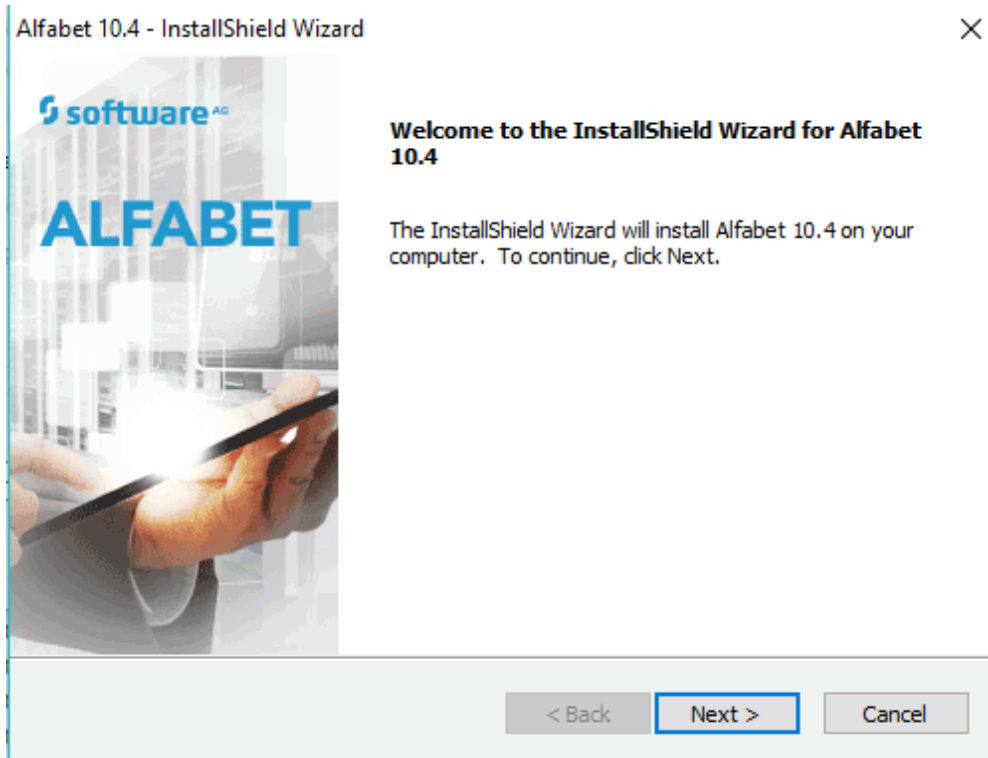 Alfabet 10.4 - InstallShield Wizard
software AG
ALFABET
Welcome to the InstallShield Wizard for Alfabet
10.4
The InstallShield Wizard will install Alfabet 10.4 on your
computer. To continue, click Next.
< Back
Next >
Cancel